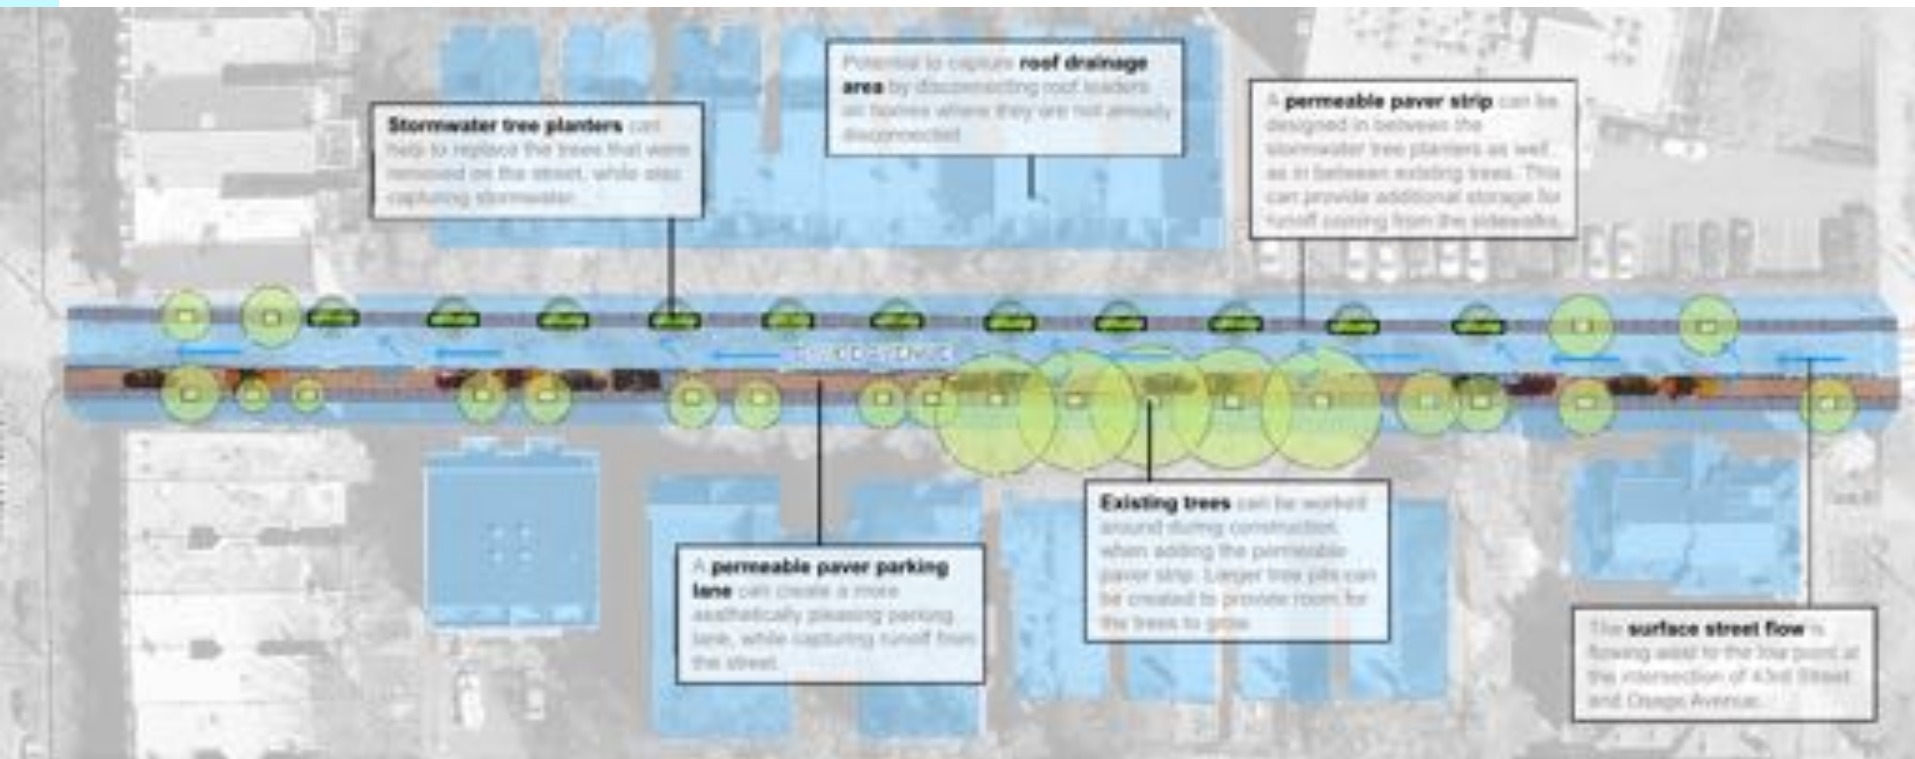 Potential to capture roof drainage
area by disconnecting roof leaders
on homes where they are not already
disconnected.
A permeable paver strip can be
designed in between the
stormwater tree planters as well
as in between existing trees. This
can provide additional storage for
runoff coming from the sidewalks.
Stormwater tree planters can
help to replace the trees that were
removed on the street, while also
capturing stormwater.
OSAGE AVENUE
Existing trees can be worked
around during construction,
when adding the permeable
paver strip. Larger tree pits can
be created to provide room for
the trees to grow.
A permeable paver parking
lane can create a more
aesthetically pleasing parking
lane, while capturing runoff from
the street.
The surface street flow is
flowing west to the low point at
the intersection of 43rd Street
and Osage Avenue.